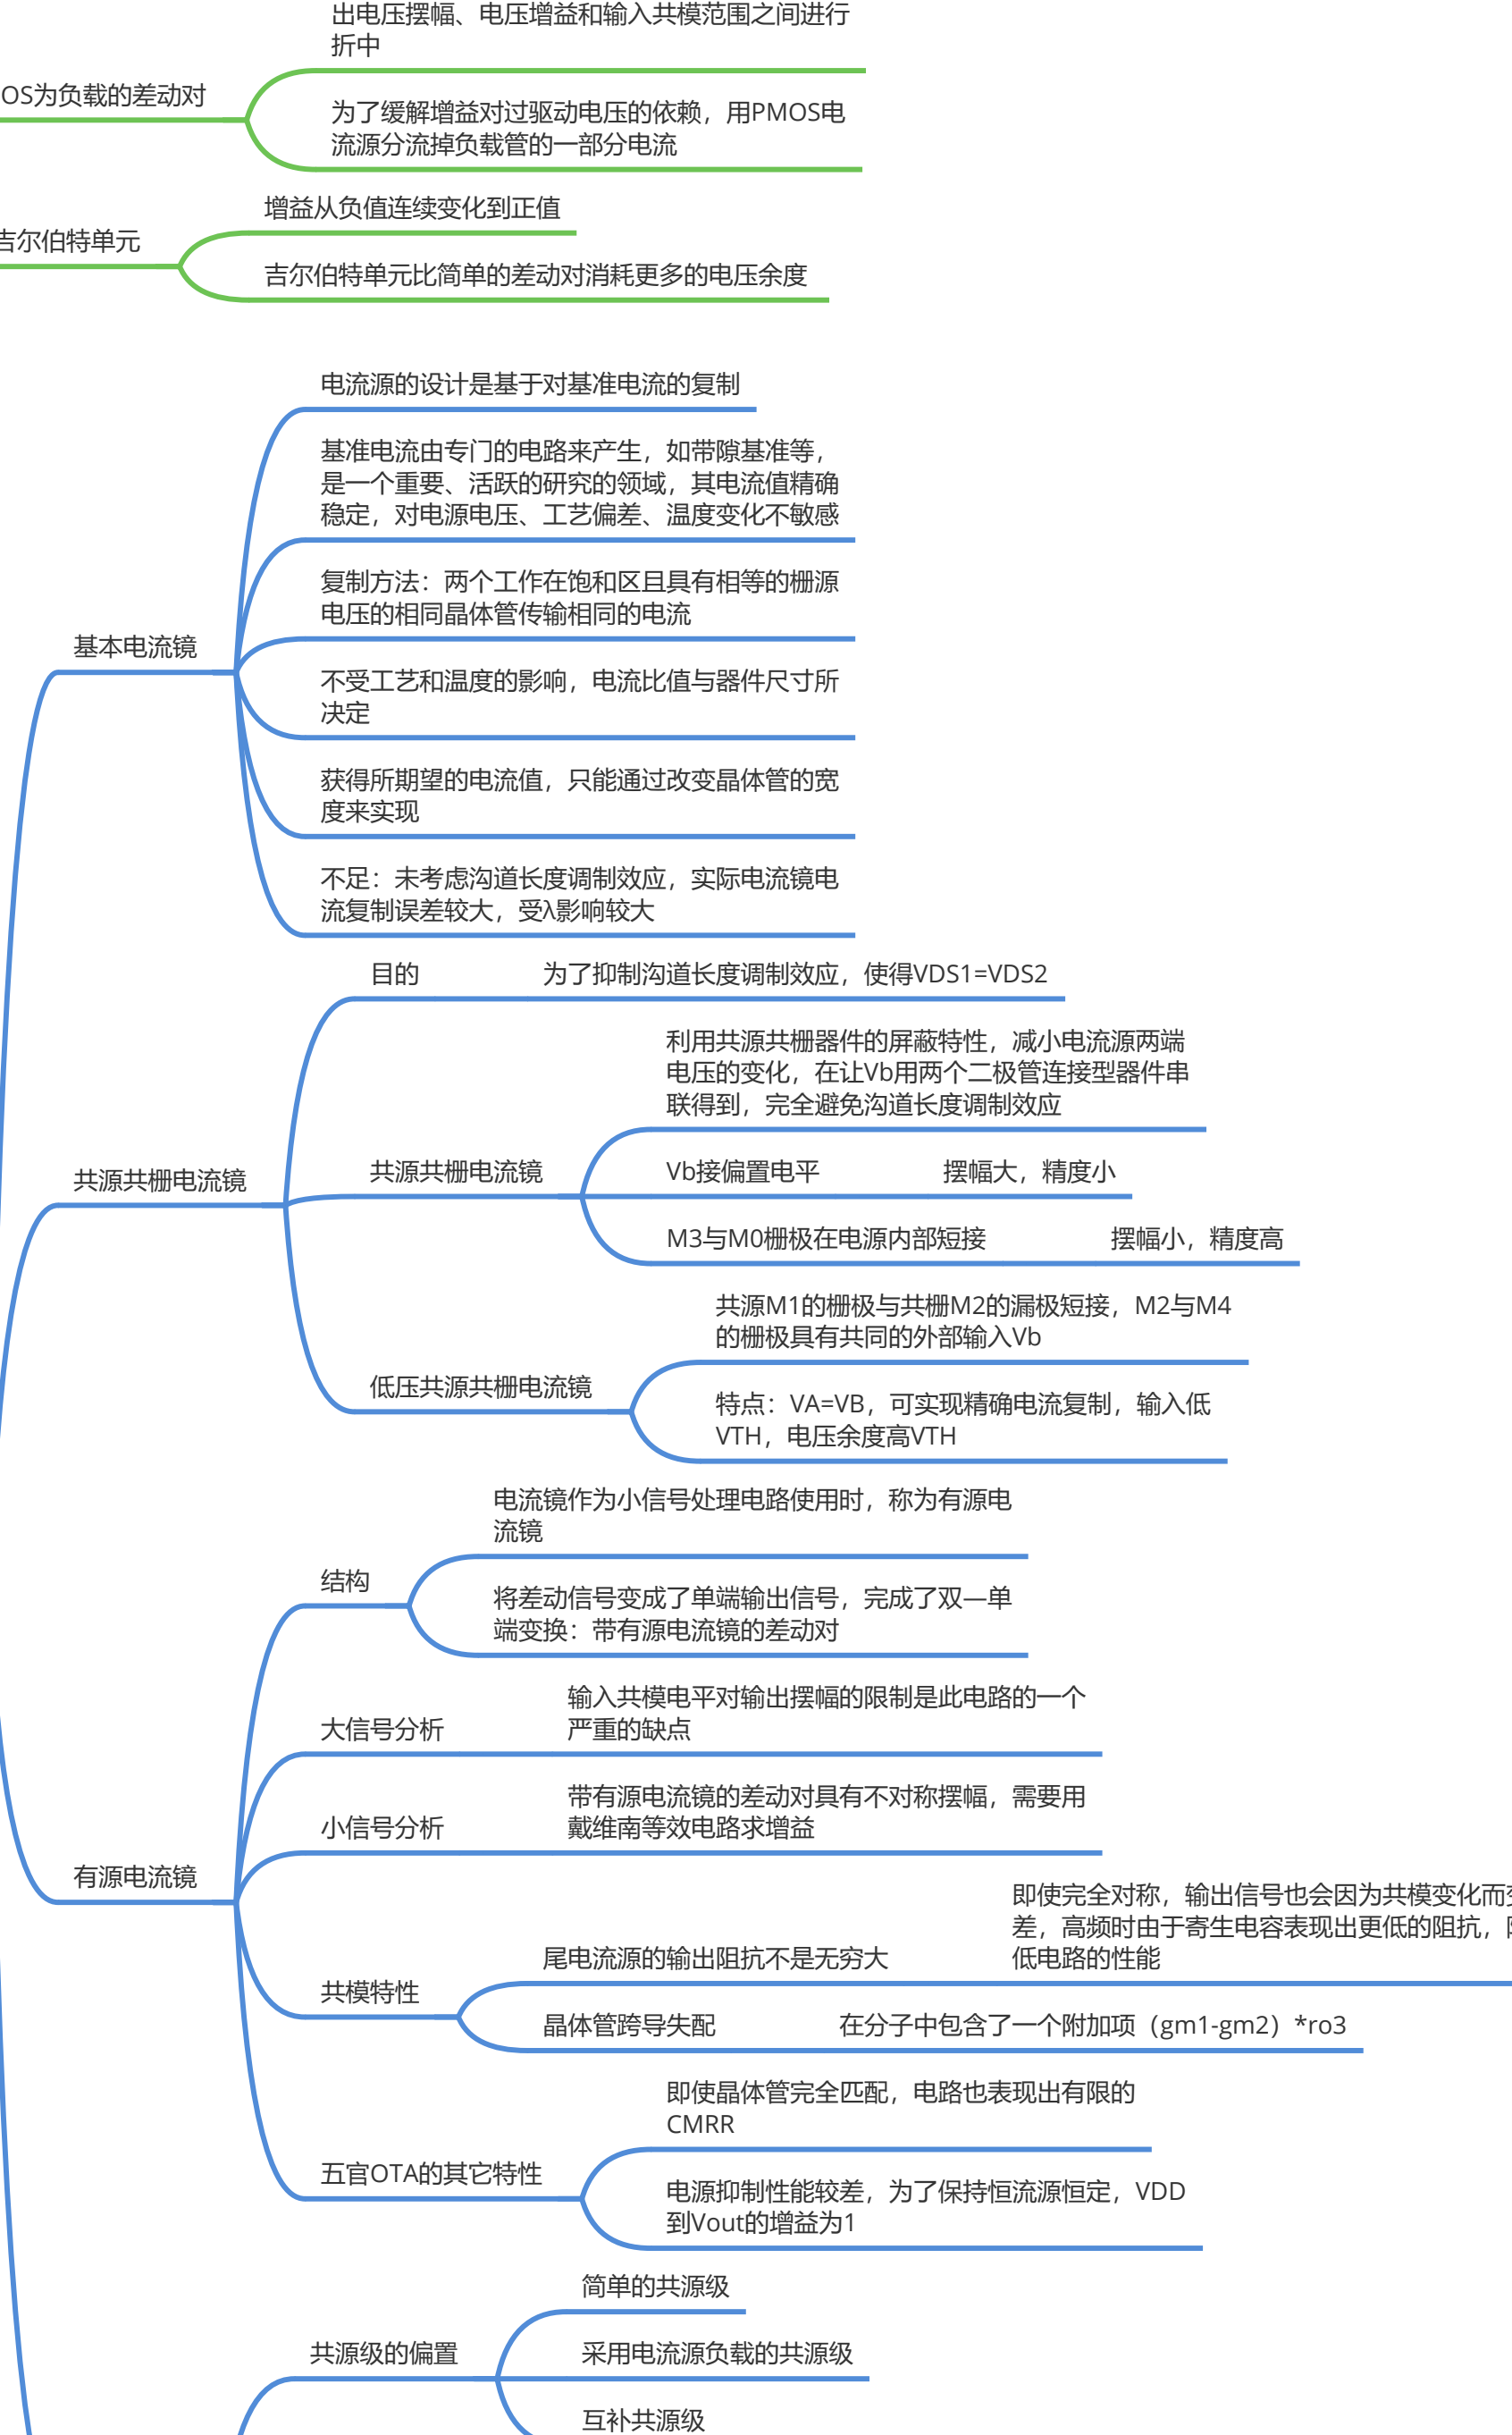 出电压摆幅、电压增益和输入共模范围之间进行
折中
OS为负载的差动对
为了缓解增益对过驱动电压的依赖，用PMOS电
流源分流掉负载管的一部分电流
增益从负值连续变化到正值
吉尔伯特单元
吉尔伯特单元比简单的差动对消耗更多的电压余度
电流源的设计是基于对基准电流的复制
基准电流由专门的电路来产生，如带隙基准等，
是一个重要、活跃的研究的领域，其电流值精确
稳定，对电源电压、工艺偏差、温度变化不敏感
复制方法：两个工作在饱和区且具有相等的栅源
电压的相同晶体管传输相同的电流
基本电流镜
不受工艺和温度的影响，电流比值与器件尺寸所
决定
获得所期望的电流值，只能通过改变晶体管的宽
度来实现
不足：未考虑沟道长度调制效应，实际电流镜电
流复制误差较大，受λ影响较大
目的
为了抑制沟道长度调制效应，使得VDS1=VDS2
利用共源共栅器件的屏蔽特性，减小电流源两端
电压的变化，在让Vb用两个二极管连接型器件串
联得到，完全避免沟道长度调制效应
共源共栅电流镜
共源共栅电流镜
Vb接偏置电平
摆幅大，精度小
M3与M0栅极在电源内部短接
摆幅小，精度高
共源M1的栅极与共栅M2的漏极短接，M2与M4
的栅极具有共同的外部输入Vb
低压共源共栅电流镜
特点：VA=VB，可实现精确电流复制，输入低
VTH，电压余度高VTH
电流镜作为小信号处理电路使用时，称为有源电
流镜
结构
将差动信号变成了单端输出信号，完成了双—单
端变换：带有源电流镜的差动对
输入共模电平对输出摆幅的限制是此电路的一个
严重的缺点
大信号分析
带有源电流镜的差动对具有不对称摆幅，需要用
戴维南等效电路求增益
小信号分析
有源电流镜
即使完全对称，输出信号也会因为共模变化而
差，高频时由于寄生电容表现出更低的阻抗，
低电路的性能
尾电流源的输出阻抗不是无穷大
共模特性
晶体管跨导失配
在分子中包含了一个附加项（gm1-gm2）*ro3
即使晶体管完全匹配，电路也表现出有限的
CMRR
五官OTA的其它特性
电源抑制性能较差，为了保持恒流源恒定，VDD
到Vout的增益为1
简单的共源级
共源级的偏置
采用电流源负载的共源级
互补共源级